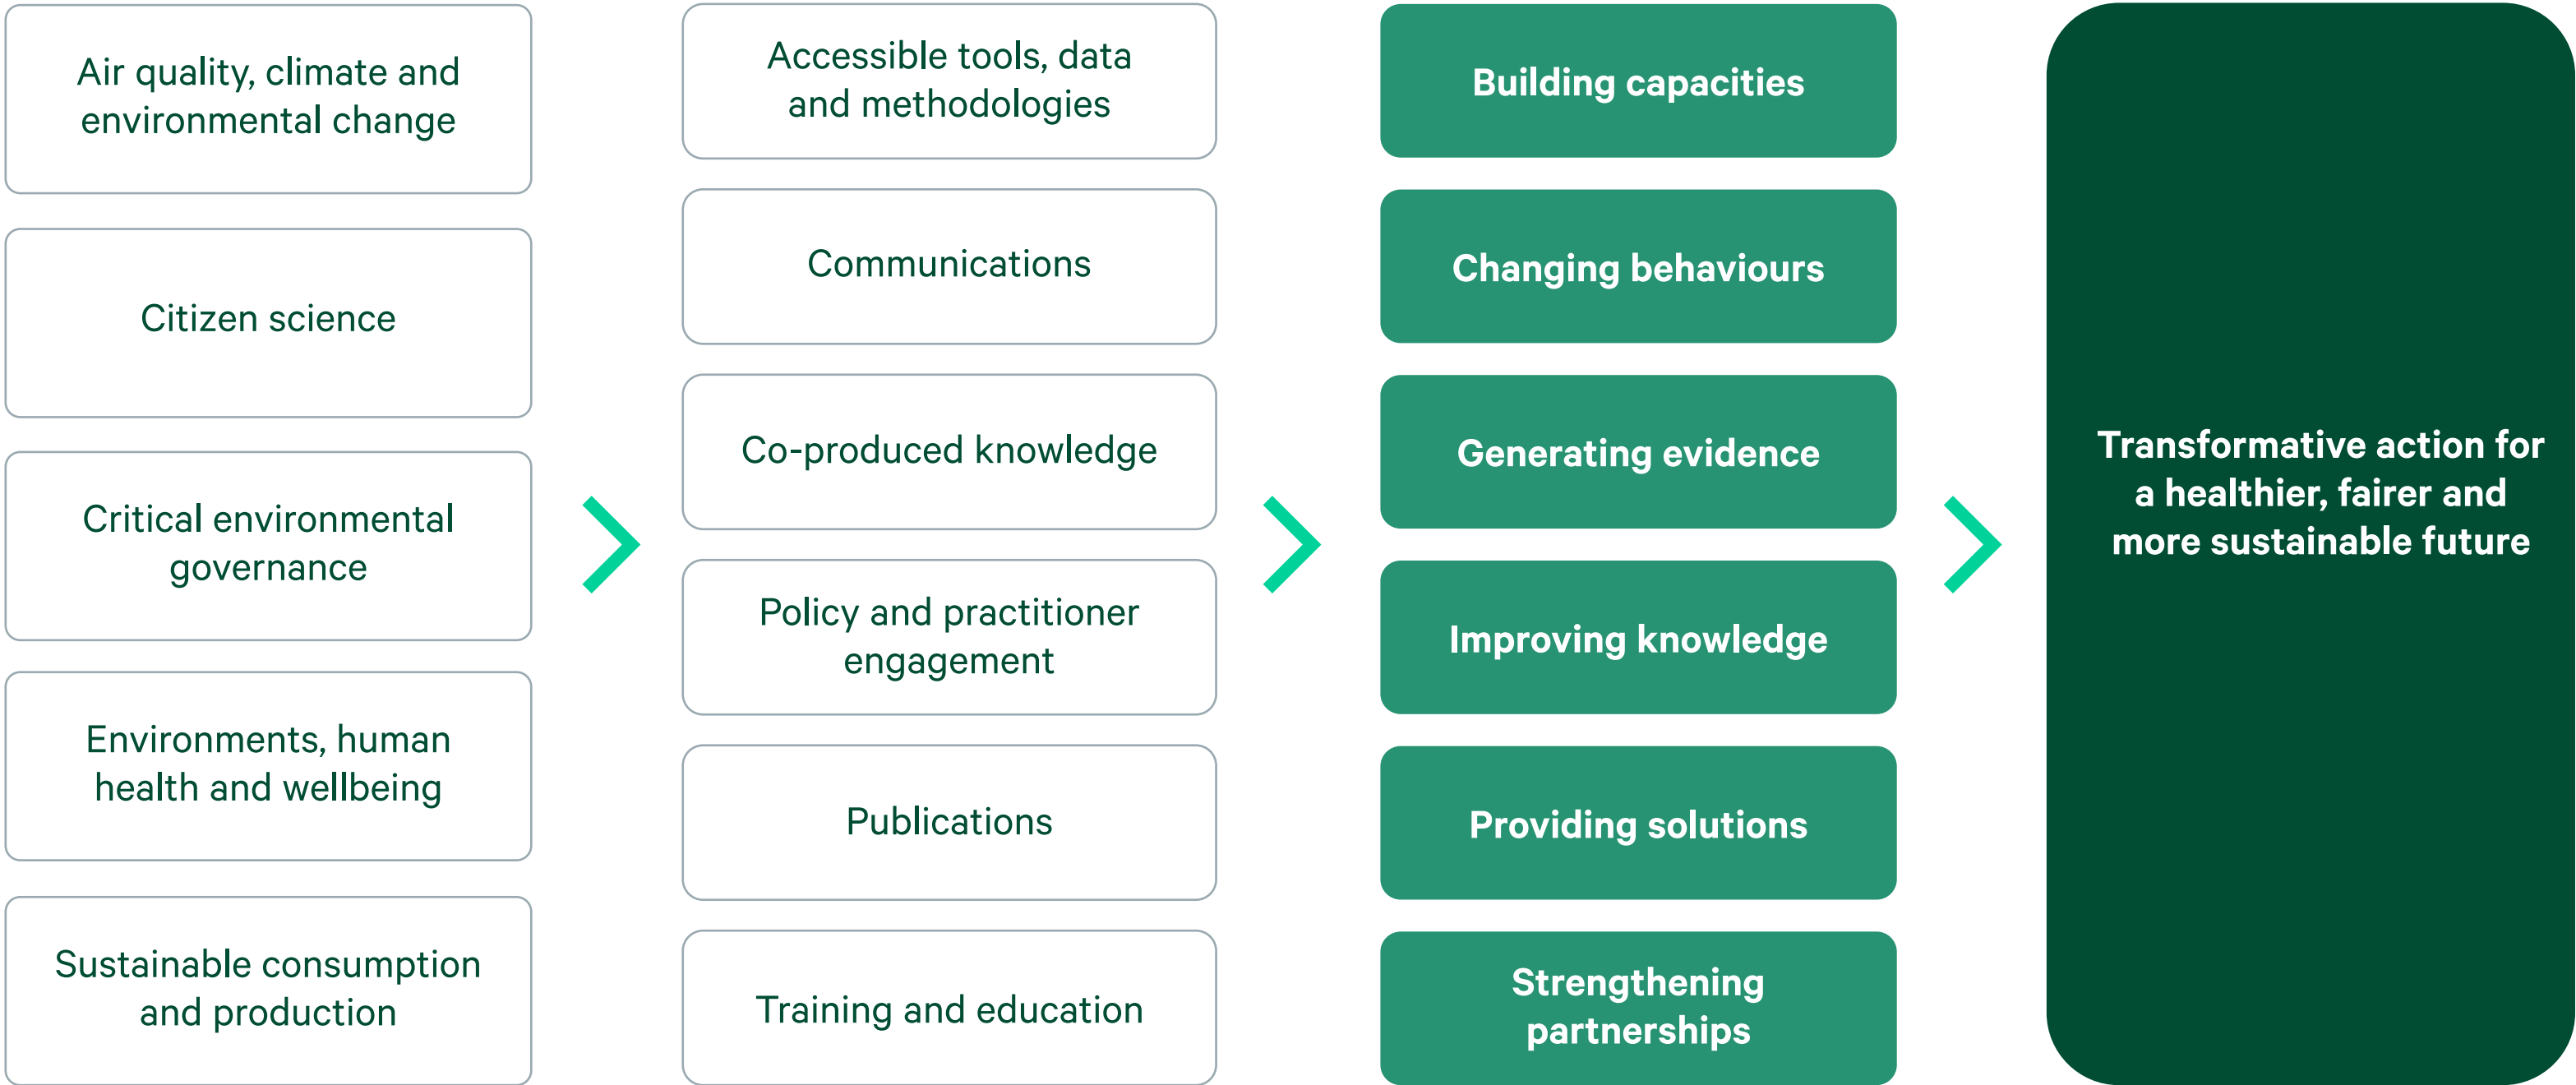 Air quality, climate and
environmental change
Citizen science
Critical environmental
governance
Environments, human
health and wellbeing
Sustainable consumption
and production
Accessible tools, data
and methodologies
Communications
Co-produced knowledge
Policy and practitioner
engagement
Publications
Training and education
Building capacities
Changing behaviours
Generating evidence
Improving knowledge
Providing solutions
Strengthening
partnerships
Transformative action for
a healthier, fairer and
more sustainable future